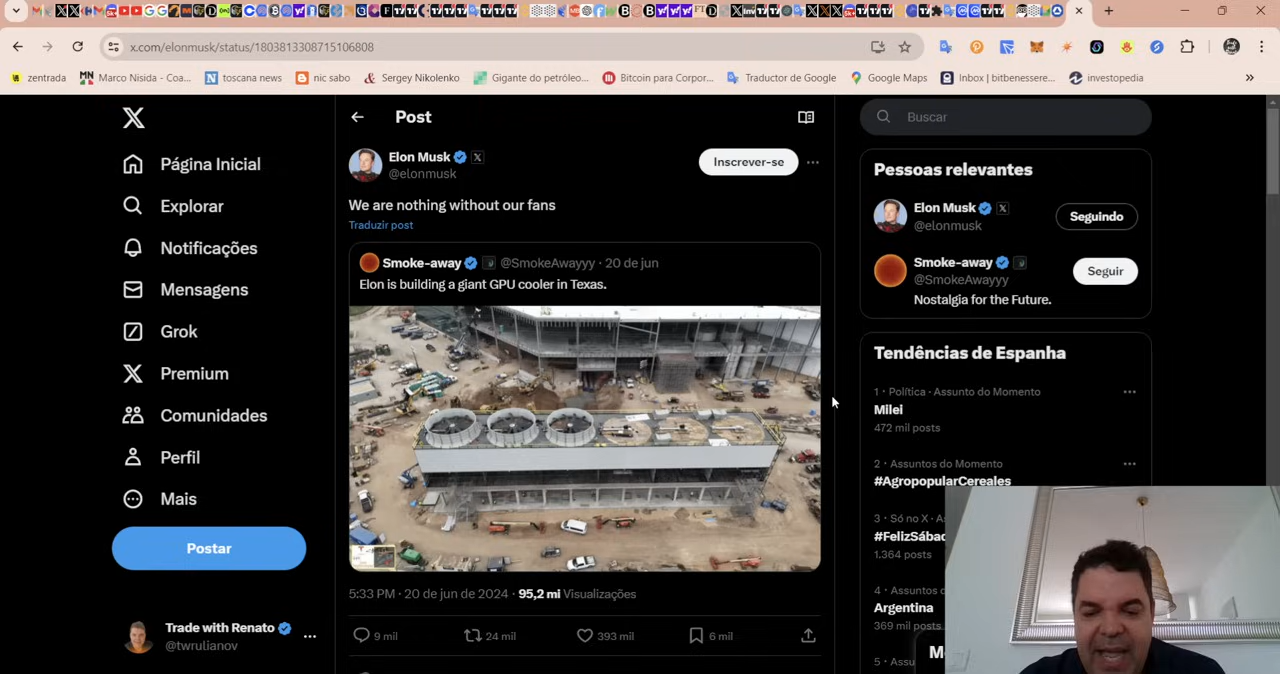 x.com/elonmusk/status/1803813308715106808
zentrada
Marco Nisida - Coa...
toscana news
nic sabo
Sergey Nikolenko
Gigante do petróleo...
Bitcoin para Corpor...
Traductor de Google
Google Maps
Inbox | bitbenessere...
investopedia
Página Inicial
Explorar
Notificações
Mensagens
Grok
Premium
Comunidades
Perfil
Mais
Postar
Trade with Renato
@twrulianov
Post
Elon Musk
@elonmusk
Inscrever-se
We are nothing without our fans
Traduzir post
Smoke-away @SmokeAwayyy · 20 de jun
Elon is building a giant GPU cooler in Texas.
5:33 PM · 20 de jun de 2024 · 95,2 mi Visualizações
9 mil
24 mil
393 mil
6 mil
Buscar
Pessoas relevantes
Elon Musk
@elonmusk
Seguindo
Smoke-away
@SmokeAwayyy
Seguir
Nostalgia for the Future.
Tendências de Espanha
1 · Política · Assunto do Momento
Milei
472 mil posts
2 · Assuntos do Momento
#AgropopularCereales
3 · Só no X · As
#FelizSábad
1.364 posts
4 · Assuntos d
Argentina
369 mil posts
5 · Assu